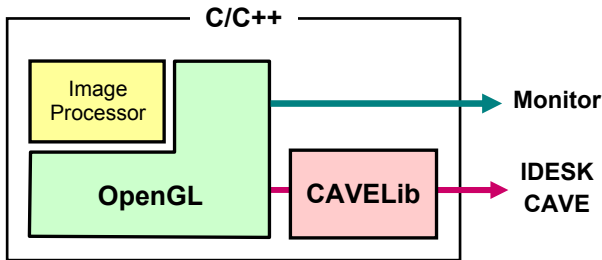 C/C++
Image
Processor
Monitor
OpenGL
CAVELib
IDESK
CAVE